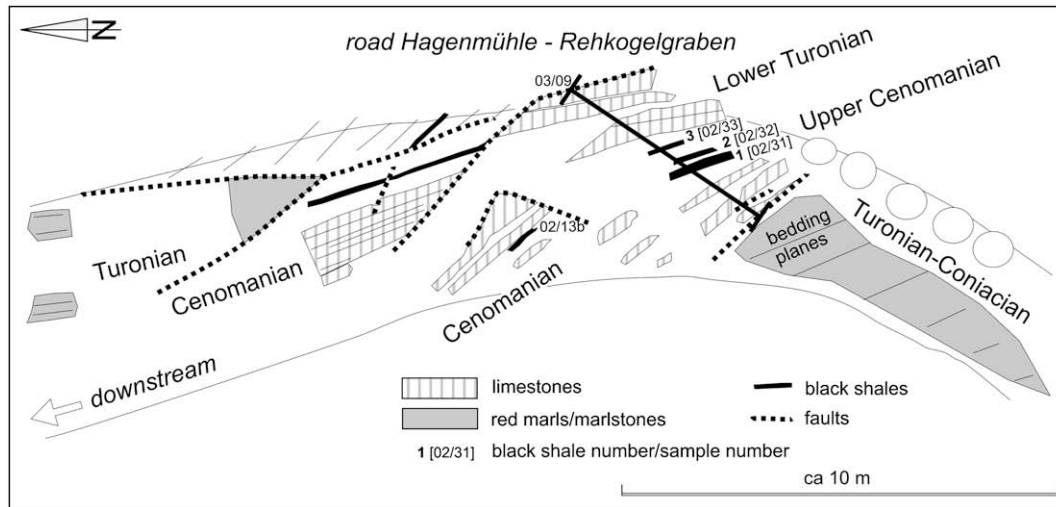 N
road Hagenmühle - Rehkogelgraben
03/09
Lower Turonian
Upper Cenomanian
3 [02/33]
2 [02/32]
1 [02/31]
02/13b
Turonian
Cenomanian
Cenomanian
bedding
planes
Turonian-Coniacian
downstream
limestones
red marls/marlstones
1 [02/31] black shale number/sample number
black shales
faults
ca 10 m